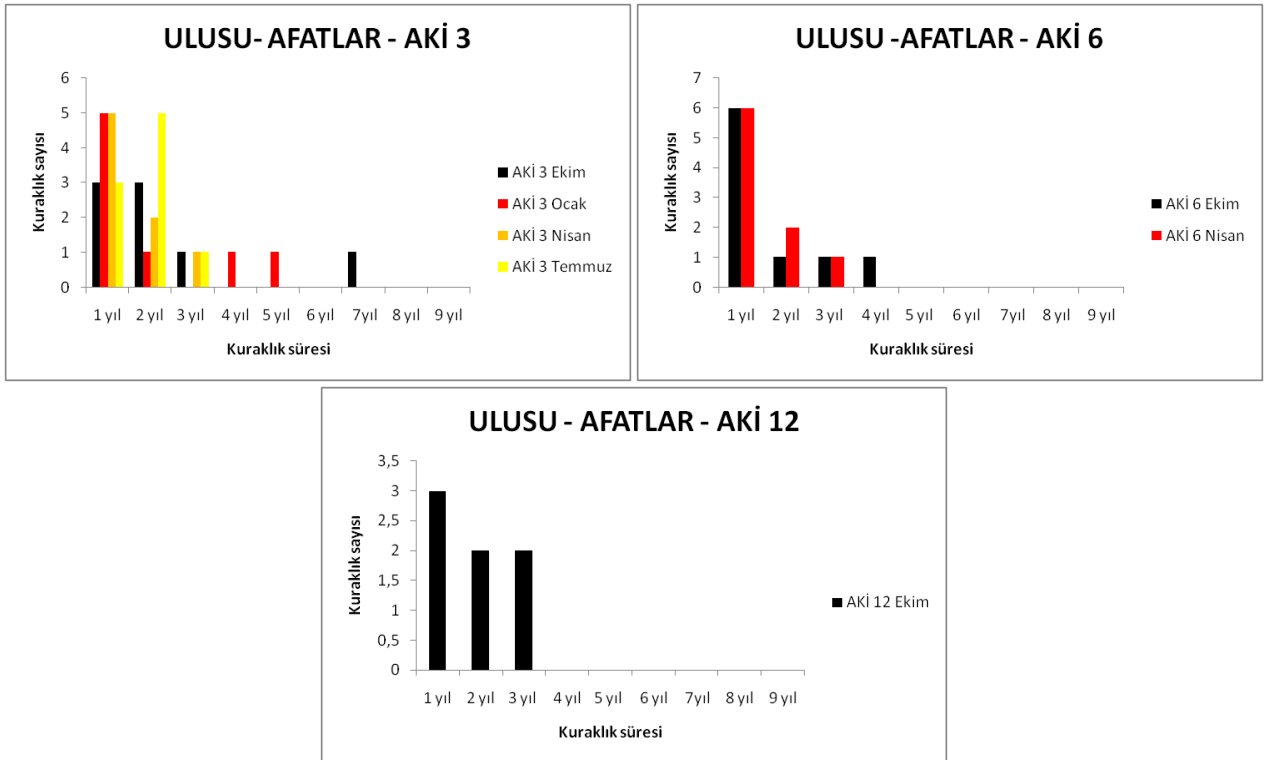 ULUSU- AFATLAR - AKİ 3
6
5
4
3
2
1
0
Kuraklık sayısı
1 yıl 2 yıl 3 yıl 4 yıl 5 yıl 6 yıl 7yıl 8 yıl 9 yıl
Kuraklık süresi
AKİ 3 Ekim
AKİ 3 Ocak
AKİ 3 Nisan
AKİ 3 Temmuz
ULUSU -AFATLAR - AKİ 6
7
6
5
4
3
2
1
0
Kuraklık sayısı
1 yıl 2 yıl 3 yıl 4 yıl 5 yıl 6 yıl 7yıl 8 yıl 9 yıl
Kuraklık süresi
AKİ 6 Ekim
AKİ 6 Nisan
ULUSU - AFATLAR - AKİ 12
3,5
3
2,5
2
1,5
1
0,5
0
Kuraklık sayısı
1 yıl 2 yıl 3 yıl 4 yıl 5 yıl 6 yıl 7yıl 8 yıl 9 yıl
Kuraklık süresi
AKİ 12 Ekim